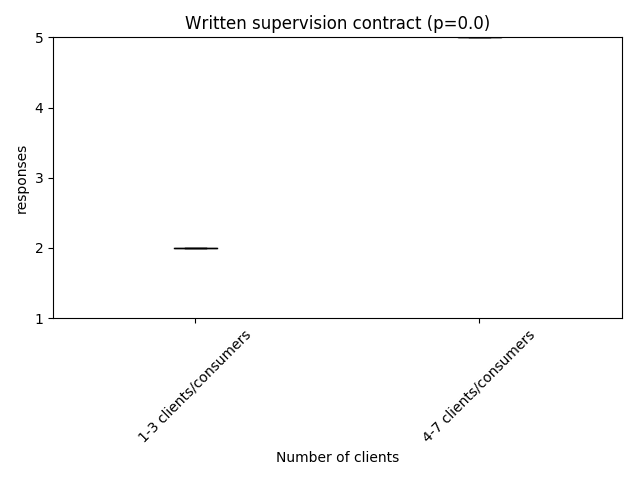 Written supervision contract (p=0.0)
5
4
3
2
1
responses
1-3 clients/consumers
4-7 clients/consumers
Number of clients